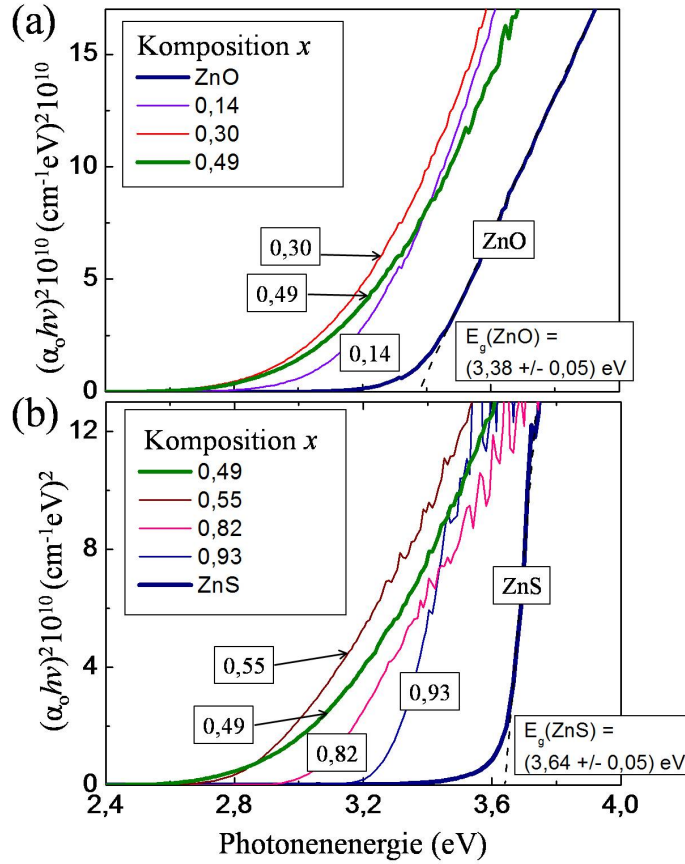 (a)
(α₀hν)²10¹⁰ (cm⁻¹eV)²10¹⁰
15
10
5
0
Komposition x
ZnO
0,14
0,30
0,49
0,30
0,49
0,14
ZnO
E_g(ZnO) =
(3,38 +/- 0,05) eV
(b)
(α₀hν)²10¹⁰ (cm⁻¹eV)²
12
8
4
0
Komposition x
0,49
0,55
0,82
0,93
ZnS
0,55
0,49
0,82
0,93
ZnS
E_g(ZnS) =
(3,64 +/- 0,05) eV
2,4 2,8 3,2 3,6 4,0
Photonenenergie (eV)